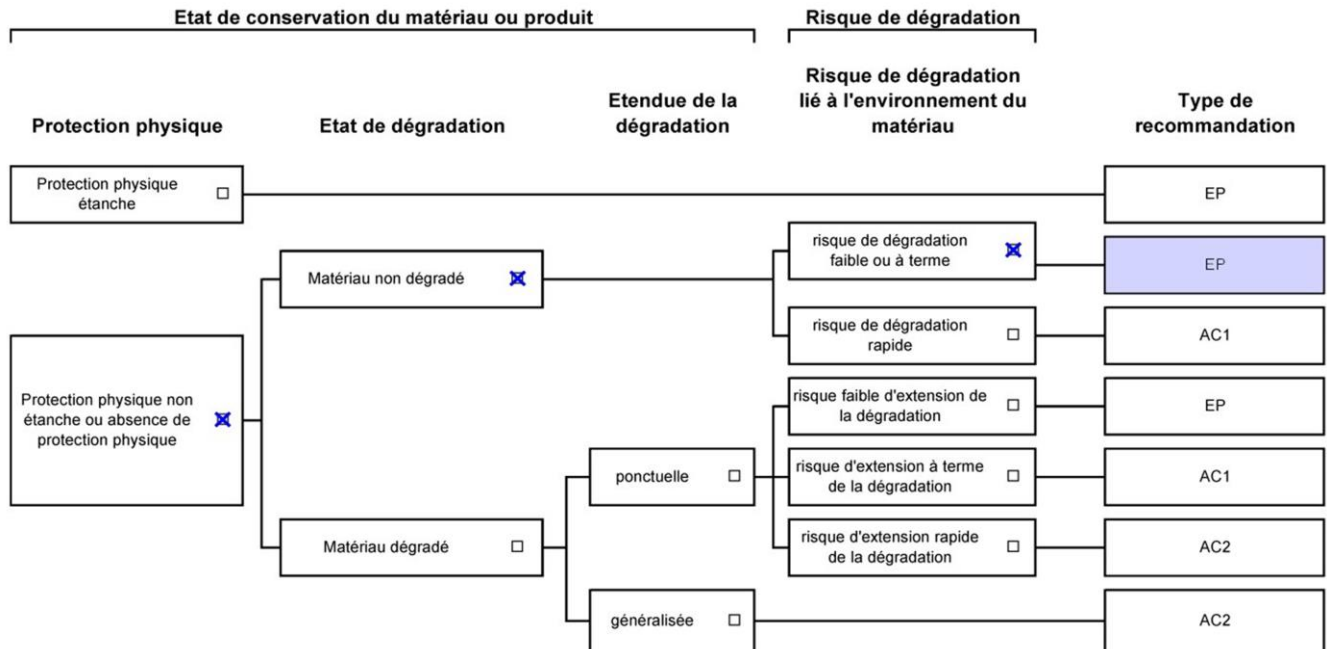 Etat de conservation du matériau ou produit
Risque de dégradation
Protection physique
Etat de dégradation
Etendue de la
dégradation
Risque de dégradation
lié à l'environnement du
matériau
Type de
recommandation
Protection physique
étanche
EP
risque de dégradation
faible ou à terme
EP
Matériau non dégradé
risque de dégradation
rapide
AC1
Protection physique non
étanche ou absence de
protection physique
risque faible d'extension de
la dégradation
EP
ponctuelle
risque d'extension à terme
de la dégradation
AC1
Matériau dégradé
risque d'extension rapide
de la dégradation
AC2
généralisée
AC2